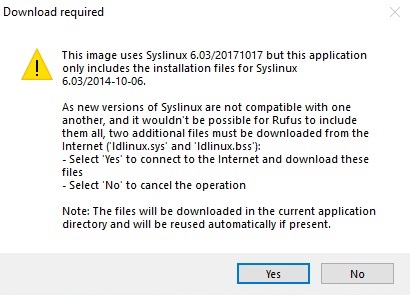 Download required
This image uses Syslinux 6.03/20171017 but this application
only includes the installation files for Syslinux
6.03/2014-10-06.
As new versions of Syslinux are not compatible with one
another, and it wouldn't be possible for Rufus to include
them all, two additional files must be downloaded from the
Internet ('ldlinux.sys' and 'ldlinux.bss'):
- Select 'Yes' to connect to the Internet and download these
files
- Select 'No' to cancel the operation
Note: The files will be downloaded in the current application
directory and will be reused automatically if present.
Yes
No